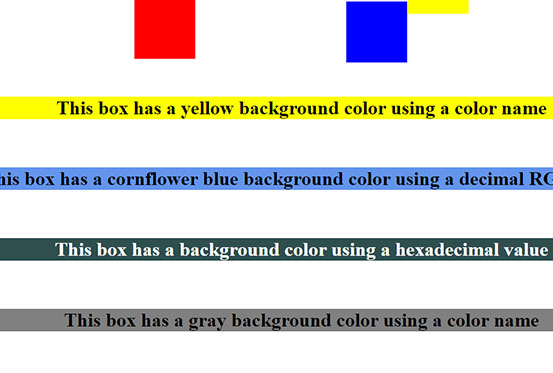 This box has a yellow background color using a color name
his box has a cornflower blue background color using a decimal RG
This box has a background color using a hexadecimal value
This box has a gray background color using a color name